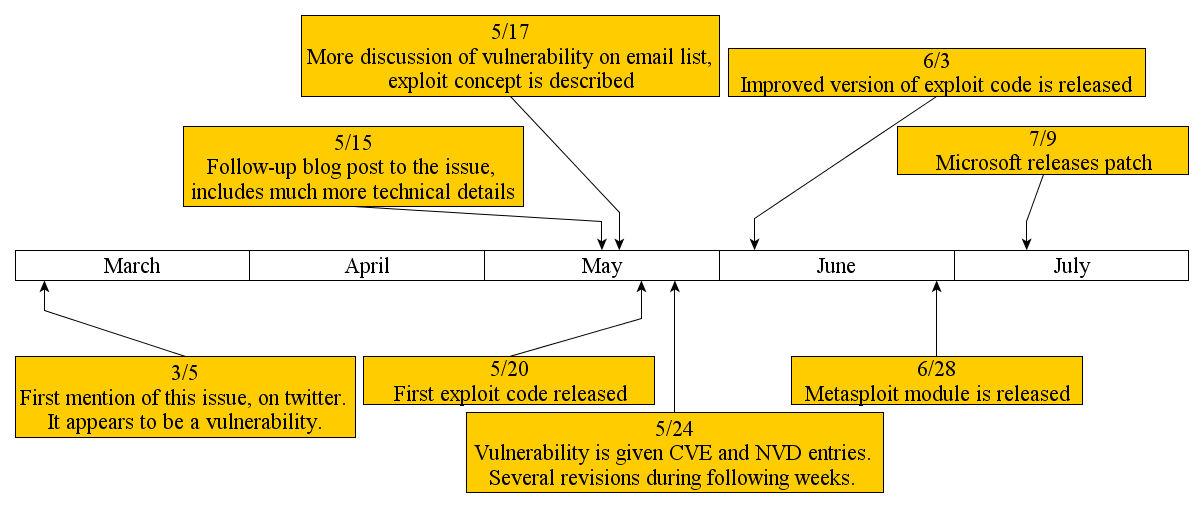 5/17
More discussion of vulnerability on email list,
exploit concept is described
6/3
Improved version of exploit code is released
5/15
Follow-up blog post to the issue,
includes much more technical details
7/9
Microsoft releases patch
March
April
May
June
July
3/5
First mention of this issue, on twitter.
It appears to be a vulnerability.
5/20
First exploit code released
6/28
Metasploit module is released
5/24
Vulnerability is given CVE and NVD entries.
Several revisions during following weeks.